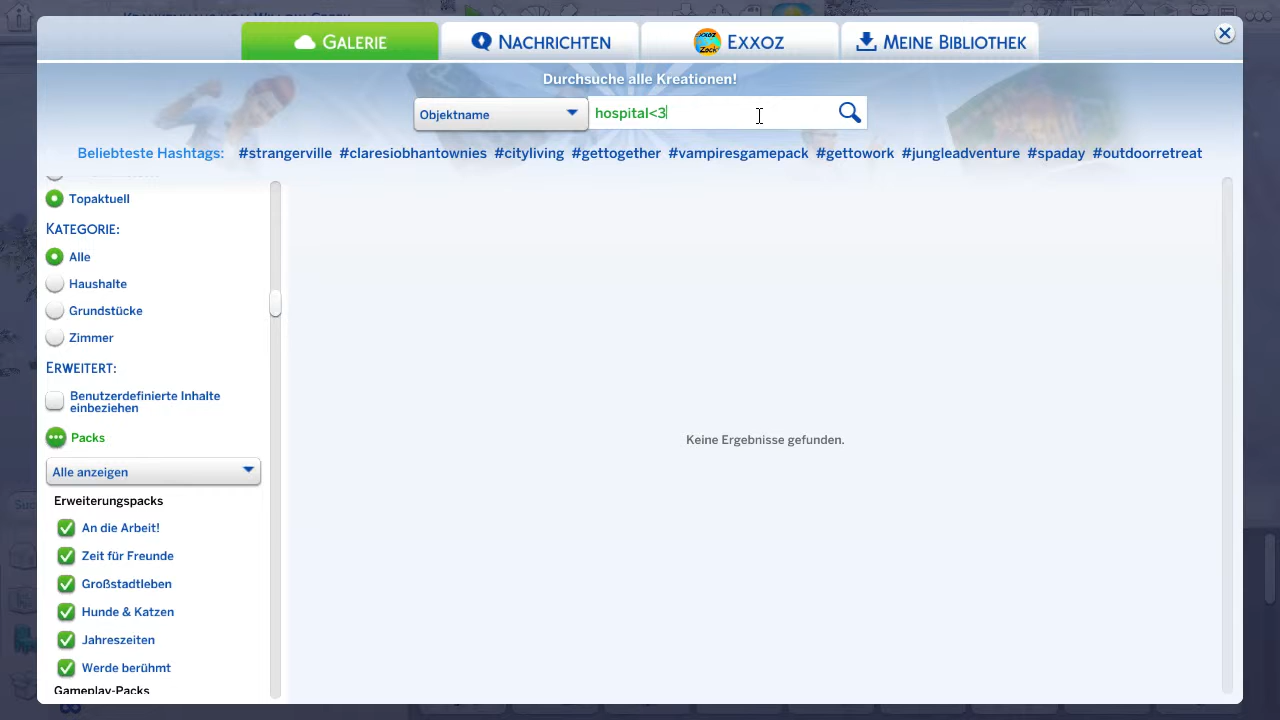 GALERIE
NACHRICHTEN
EXXOZ
MEINE BIBLIOTHEK
Durchsuche alle Kreationen!
Objektname
hospital<3
Beliebteste Hashtags: #strangerville #claresiobhantownies #cityliving #gettogether #vampiresgamepack #gettowork #jungleadventure #spaday #outdoorretreat
Topaktuell
KATEGORIE:
Alle
Haushalte
Grundstücke
Zimmer
ERWEITERT:
Benutzerdefinierte Inhalte
einbeziehen
Packs
Alle anzeigen
Erweiterungspacks
An die Arbeit!
Zeit für Freunde
Großstadtleben
Hunde & Katzen
Jahreszeiten
Werde berühmt
Gameplay-Packs
Keine Ergebnisse gefunden.